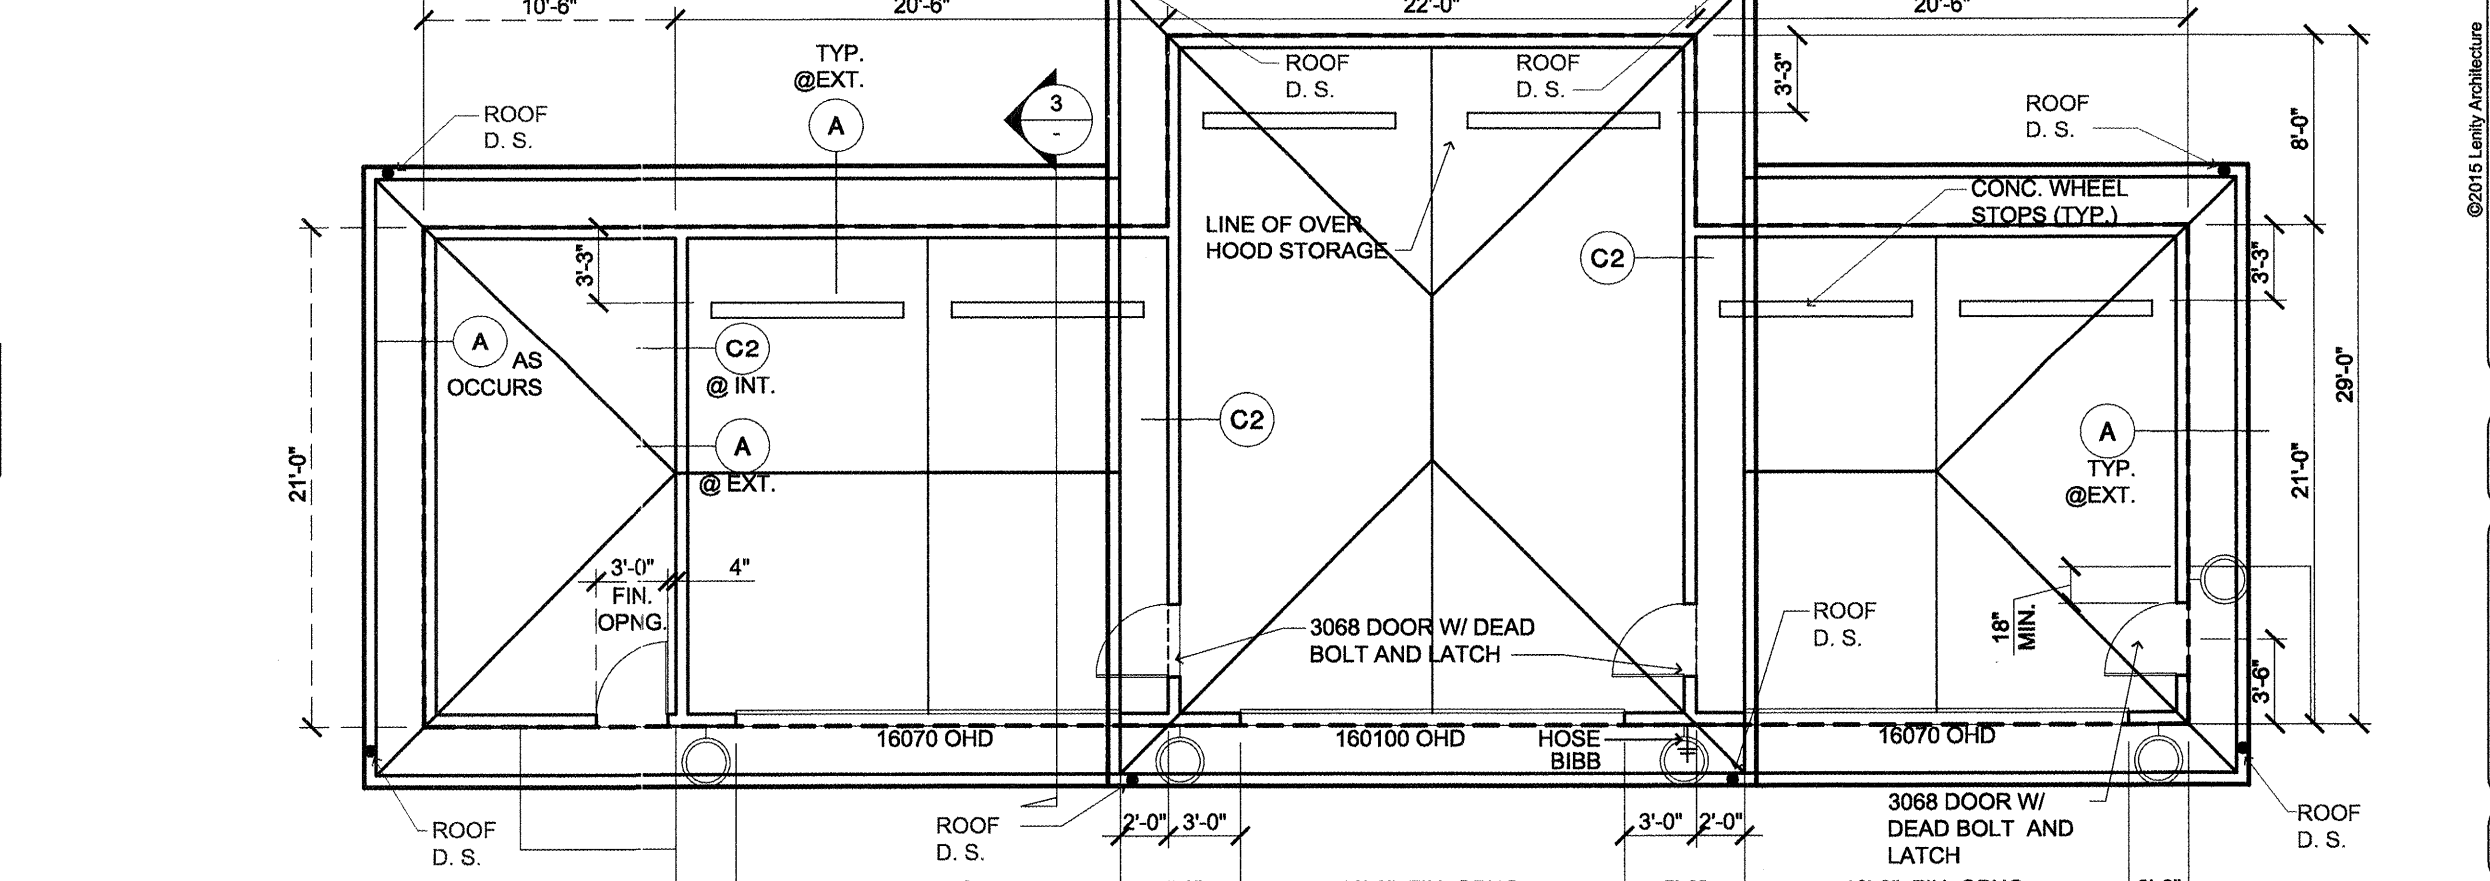 10'-6"
20'-6"
22'-0"
20'-6"
TYP.
@EXT.
A
3
-
ROOF
D. S.
ROOF
D. S.
ROOF
D. S.
3'-3"
ROOF
D. S.
8'-0"
©2015 Lenity Architecture
CONC. WHEEL
STOPS (TYP.)
LINE OF OVER
HOOD STORAGE
C2
3'-3"
3'-3"
A
AS
OCCURS
C2
@ INT.
A
@ EXT.
C2
A
TYP.
@EXT.
29'-0"
21'-0"
21'-0"
3'-0"
FIN.
OPNG.
4"
3068 DOOR W/ DEAD
BOLT AND LATCH
ROOF
D. S.
18"
MIN.
3'-6"
16070 OHD
160100 OHD
HOSE
BIBB
16070 OHD
ROOF
D. S.
ROOF
D. S.
2'-0"
3'-0"
3'-0"
2'-0"
3068 DOOR W/
DEAD BOLT AND
LATCH
ROOF
D. S.